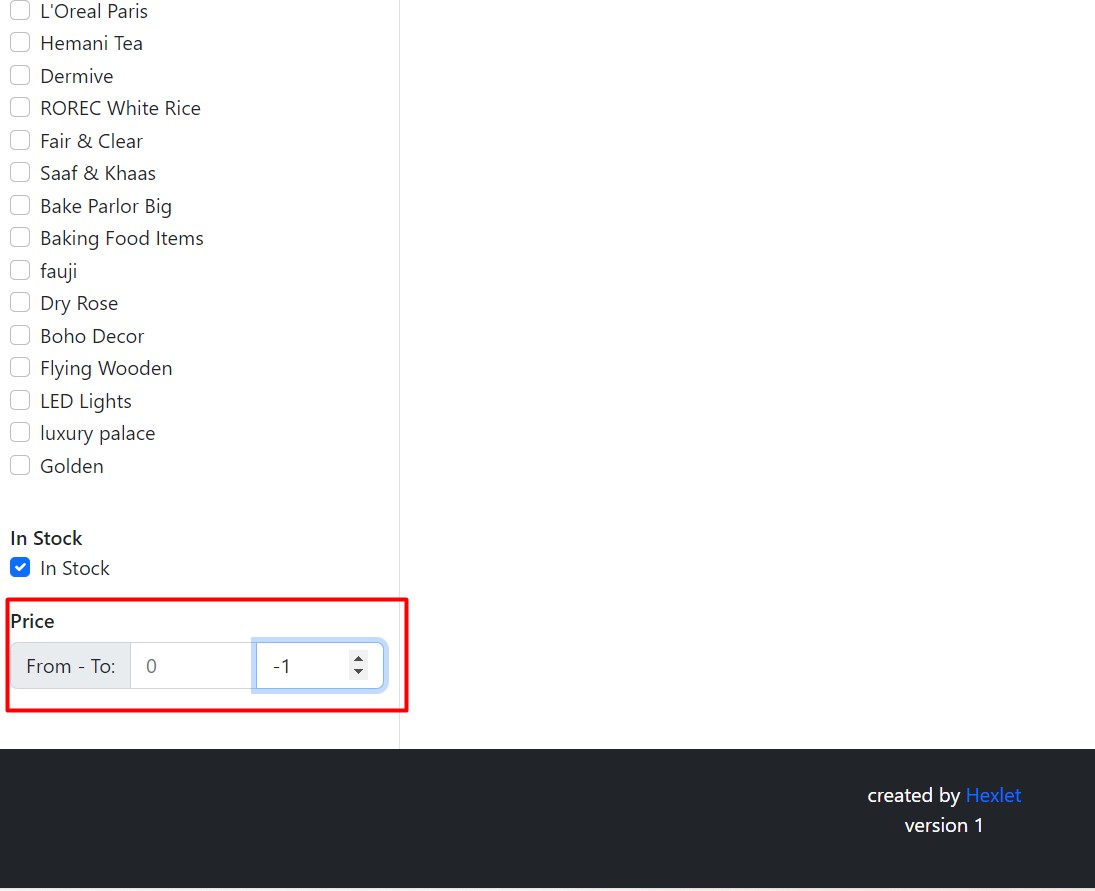 L'Oreal Paris
Hemani Tea
Dermive
ROREC White Rice
Fair & Clear
Saaf & Khaas
Bake Parlor Big
Baking Food Items
fauji
Dry Rose
Boho Decor
Flying Wooden
LED Lights
luxury palace
Golden
In Stock
In Stock
Price
From - To: 0 -1
created by Hexlet
version 1